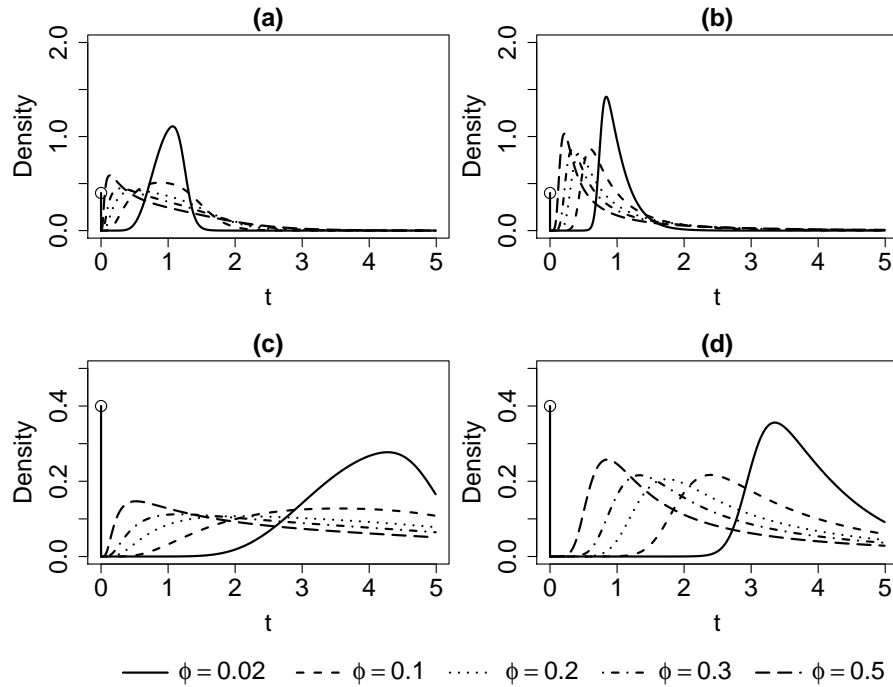 (a)
Density
0.0 1.0 2.0
0 1 2 3 4 5
t
(b)
Density
0.0 1.0 2.0
0 1 2 3 4 5
t
(c)
Density
0.0 0.2 0.4
0 1 2 3 4 5
t
(d)
Density
0.0 0.2 0.4
0 1 2 3 4 5
t
ϕ = 0.02 ϕ = 0.1 ϕ = 0.2 ϕ = 0.3 ϕ = 0.5